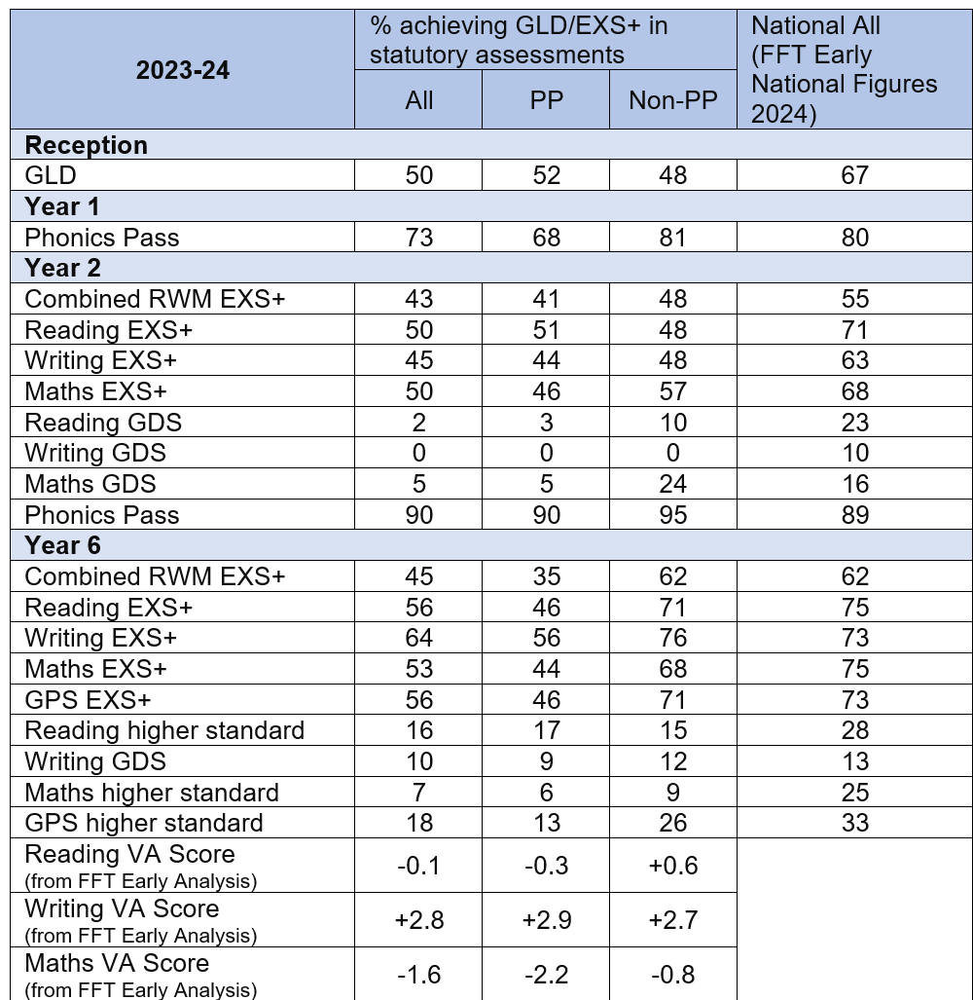 2023-24
% achieving GLD/EXS+ in
statutory assessments
National All
(FFT Early
National Figures
2024)
All PP Non-PP
Reception
GLD 50 52 48 67
Year 1
Phonics Pass 73 68 81 80
Year 2
Combined RWM EXS+ 43 41 48 55
Reading EXS+ 50 51 48 71
Writing EXS+ 45 44 48 63
Maths EXS+ 50 46 57 68
Reading GDS 2 3 10 23
Writing GDS 0 0 0 10
Maths GDS 5 5 24 16
Phonics Pass 90 90 95 89
Year 6
Combined RWM EXS+ 45 35 62 62
Reading EXS+ 56 46 71 75
Writing EXS+ 64 56 76 73
Maths EXS+ 53 44 68 75
GPS EXS+ 56 46 71 73
Reading higher standard 16 17 15 28
Writing GDS 10 9 12 13
Maths higher standard 7 6 9 25
GPS higher standard 18 13 26 33
Reading VA Score
(from FFT Early Analysis) -0.1 -0.3 +0.6
Writing VA Score
(from FFT Early Analysis) +2.8 +2.9 +2.7
Maths VA Score
(from FFT Early Analysis) -1.6 -2.2 -0.8